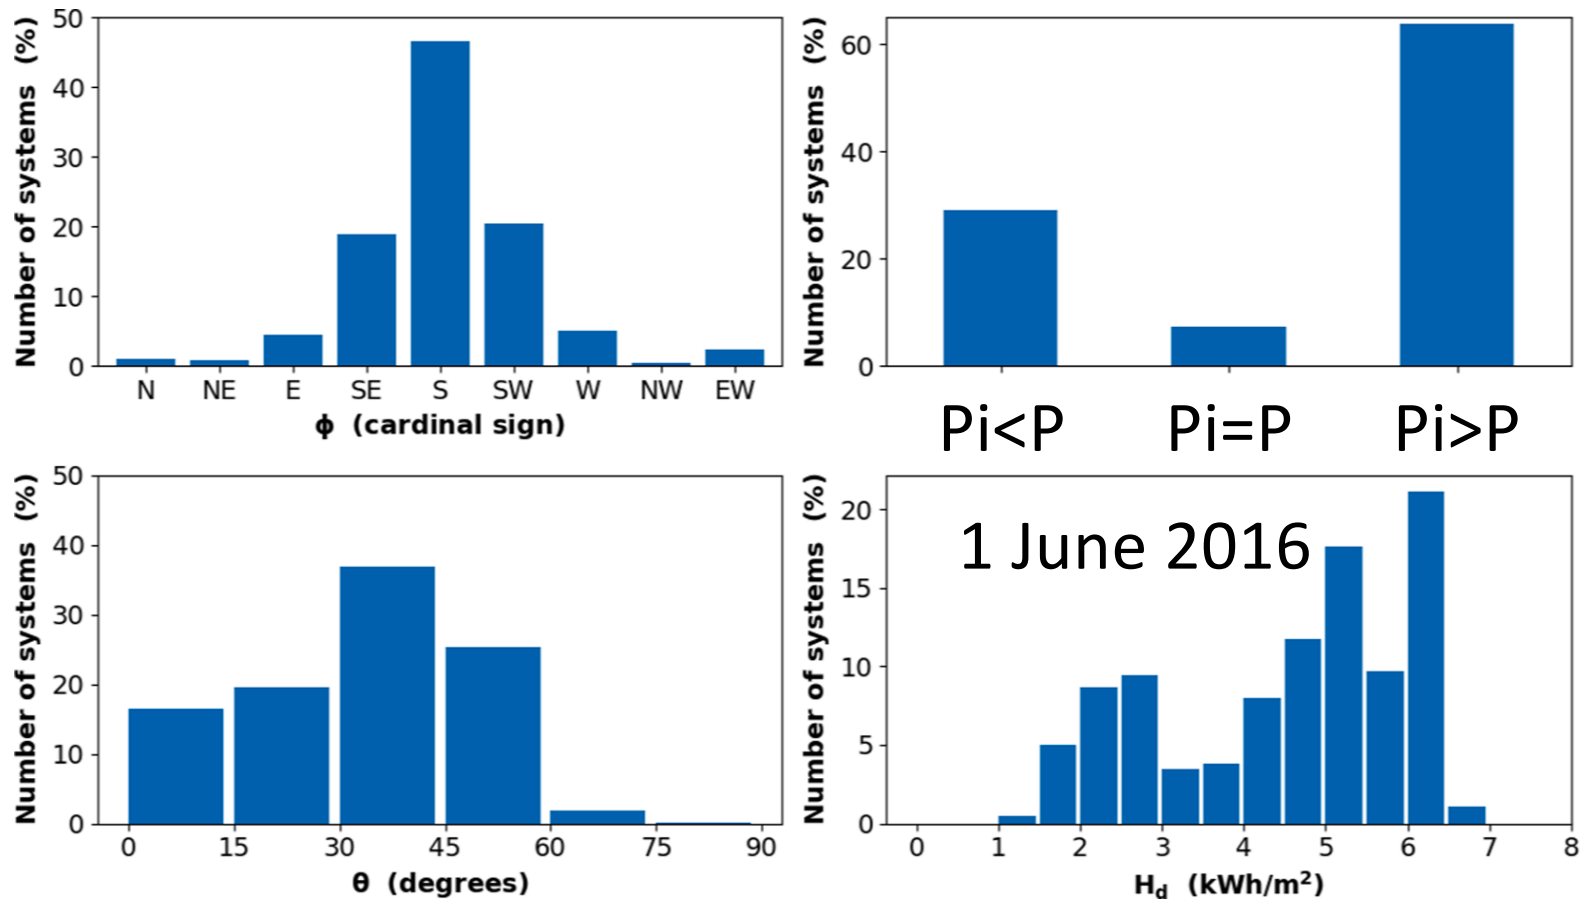 Number of systems (%)
50
40
30
20
10
0
N NE E SE S SW W NW EW
ϕ (cardinal sign)
Number of systems (%)
60
40
20
0
Pi<P Pi=P Pi>P
Number of systems (%)
50
40
30
20
10
0
0 15 30 45 60 75 90
θ (degrees)
Number of systems (%)
20
15
10
5
0
1 June 2016
0 1 2 3 4 5 6 7 8
H_d (kWh/m²)